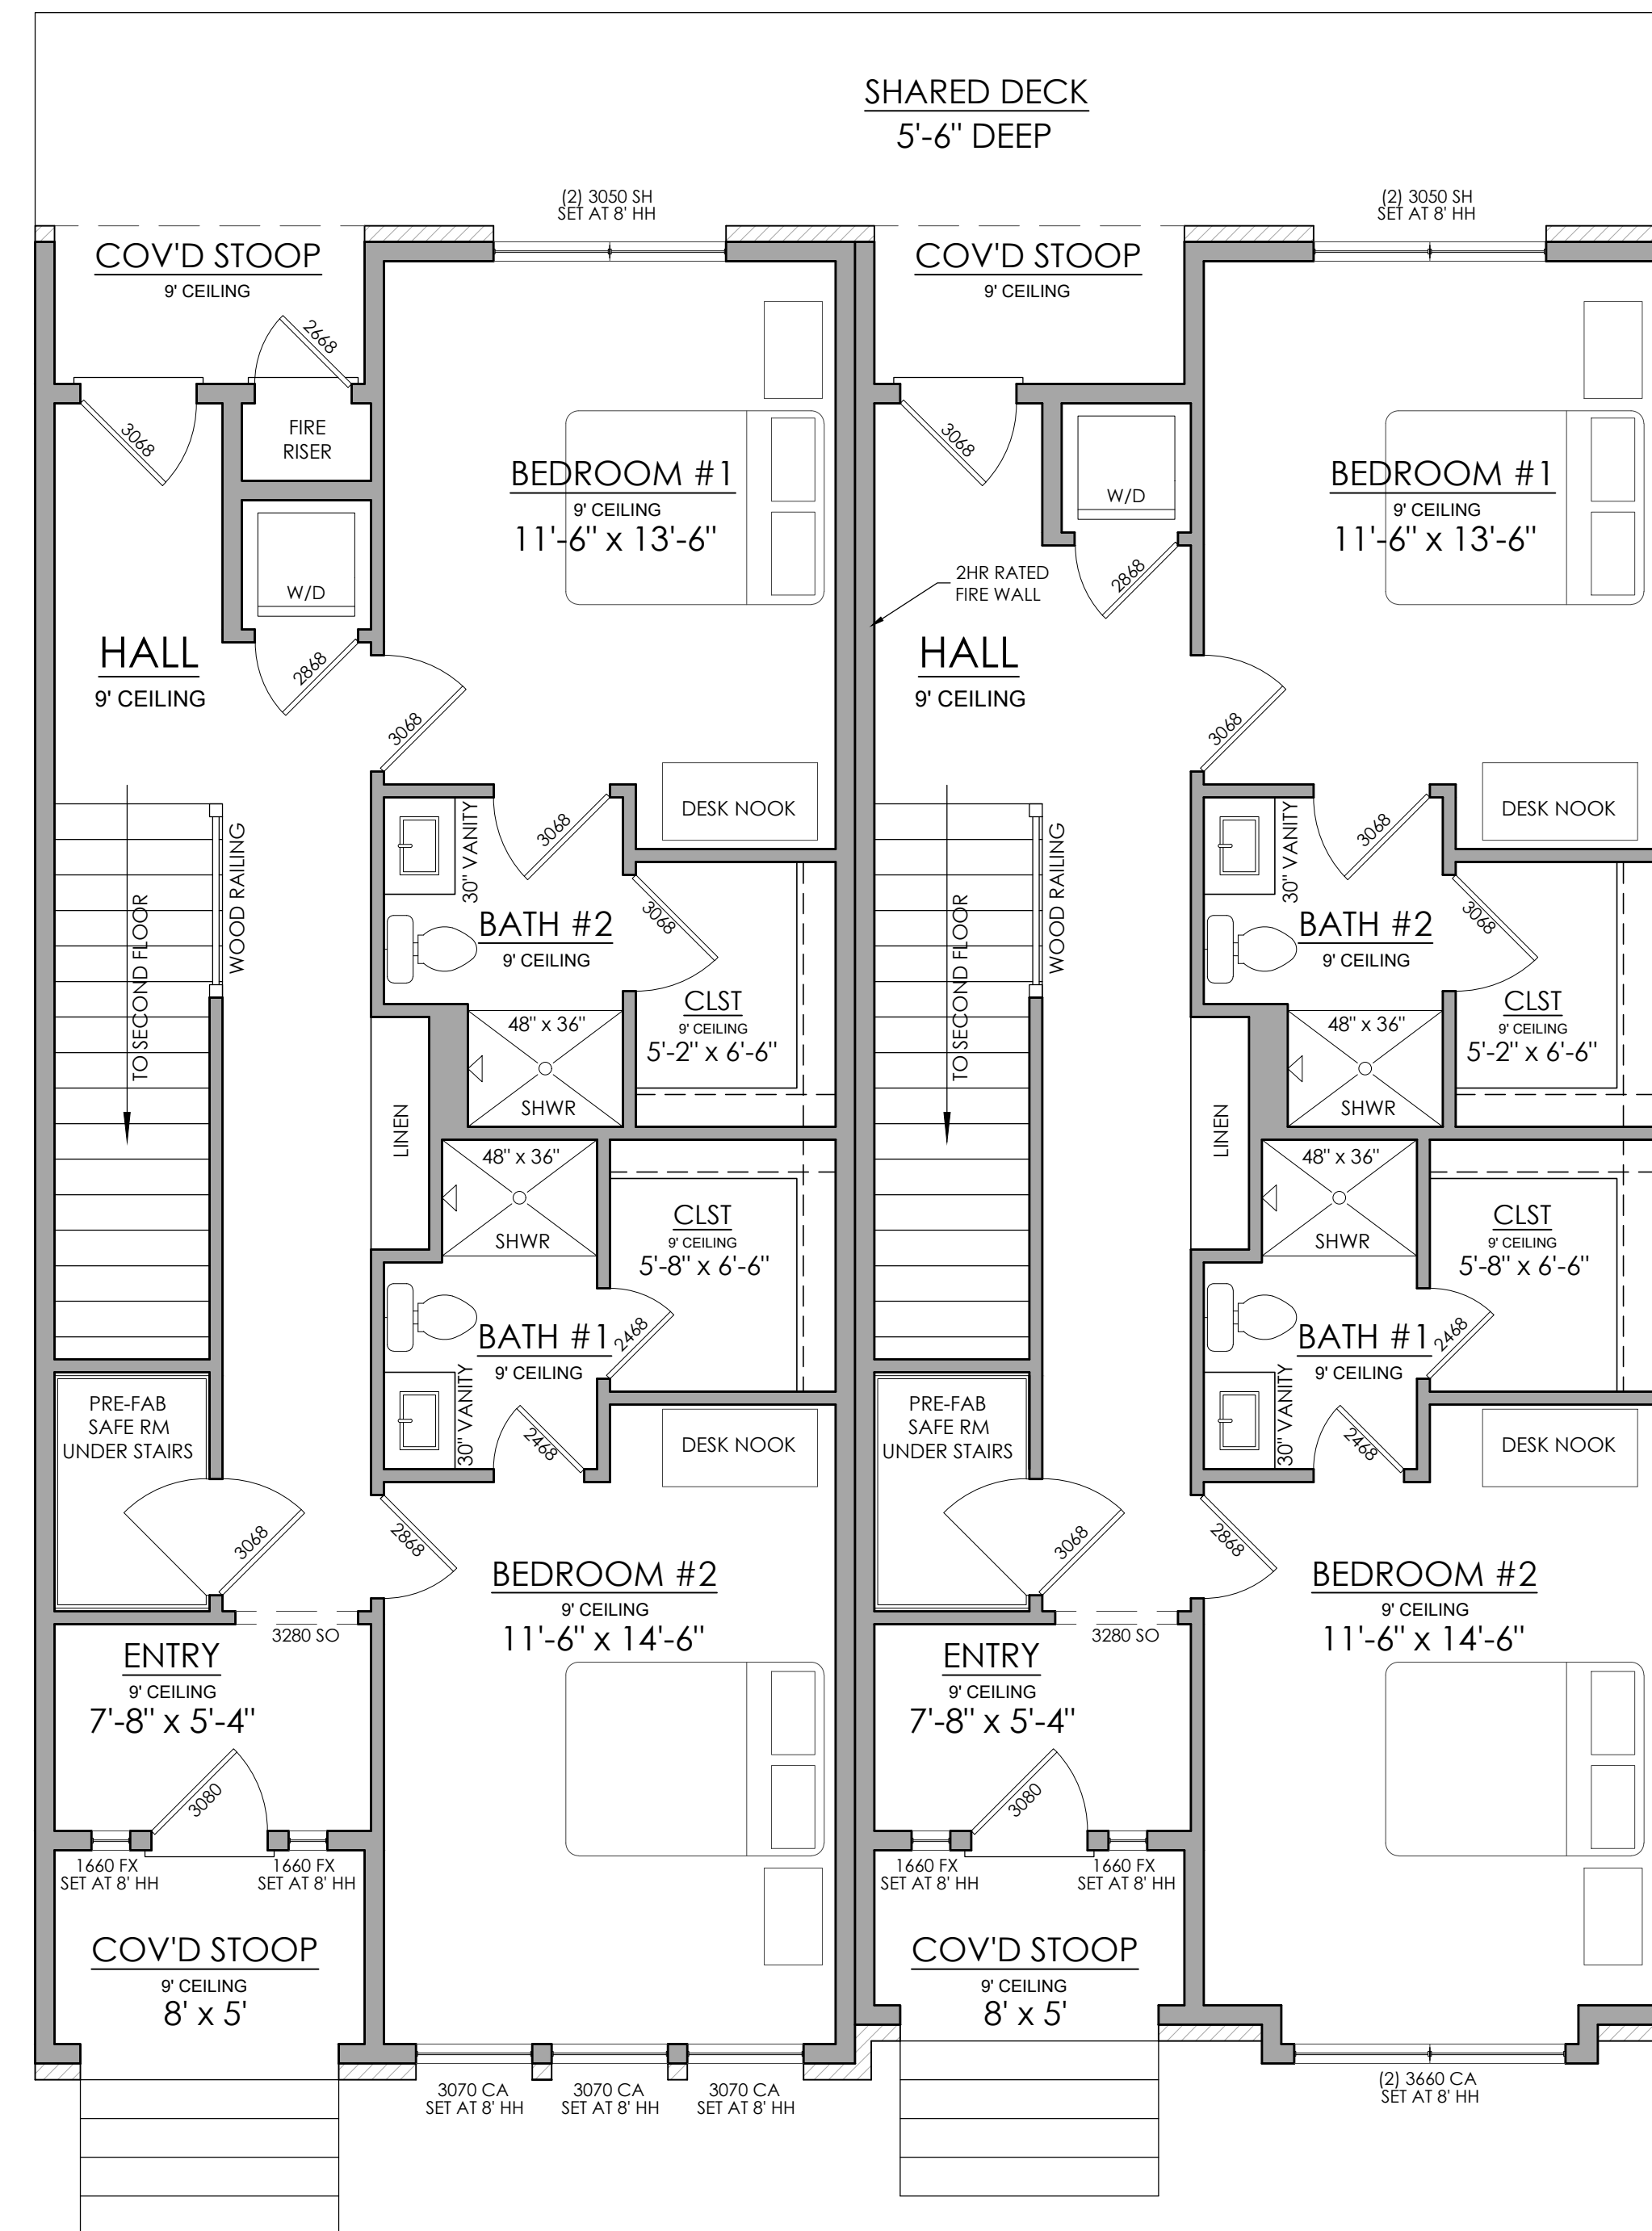 SHARED DECK
5'-6" DEEP
(2) 3050 SH
SET AT 8' HH
(2) 3050 SH
SET AT 8' HH
COV'D STOOP
9' CEILING
2668
3068
FIRE
RISER
W/D
2868
HALL
9' CEILING
BEDROOM #1
9' CEILING
11'-6" x 13'-6"
3068
DESK NOOK
30" VANITY
3068
BATH #2
9' CEILING
3068
CLST
9' CEILING
5'-2" x 6'-6"
48" x 36"
SHWR
WOOD RAILING
TO SECOND FLOOR
LINEN
48" x 36"
SHWR
CLST
9' CEILING
5'-8" x 6'-6"
BATH #1
9' CEILING
2468
30" VANITY
2468
DESK NOOK
PRE-FAB
SAFE RM
UNDER STAIRS
3068
2868
BEDROOM #2
9' CEILING
11'-6" x 14'-6"
3280 SO
ENTRY
9' CEILING
7'-8" x 5'-4"
3080
1660 FX
SET AT 8' HH
1660 FX
SET AT 8' HH
COV'D STOOP
9' CEILING
8' x 5'
3070 CA
SET AT 8' HH
3070 CA
SET AT 8' HH
3070 CA
SET AT 8' HH
COV'D STOOP
9' CEILING
3068
W/D
2868
2HR RATED
FIRE WALL
HALL
9' CEILING
BEDROOM #1
9' CEILING
11'-6" x 13'-6"
3068
DESK NOOK
30" VANITY
3068
BATH #2
9' CEILING
3068
CLST
9' CEILING
5'-2" x 6'-6"
48" x 36"
SHWR
WOOD RAILING
TO SECOND FLOOR
LINEN
48" x 36"
SHWR
CLST
9' CEILING
5'-8" x 6'-6"
BATH #1
9' CEILING
2468
30" VANITY
2468
DESK NOOK
PRE-FAB
SAFE RM
UNDER STAIRS
3068
2868
BEDROOM #2
9' CEILING
11'-6" x 14'-6"
3280 SO
ENTRY
9' CEILING
7'-8" x 5'-4"
3080
1660 FX
SET AT 8' HH
1660 FX
SET AT 8' HH
COV'D STOOP
9' CEILING
8' x 5'
(2) 3660 CA
SET AT 8' HH